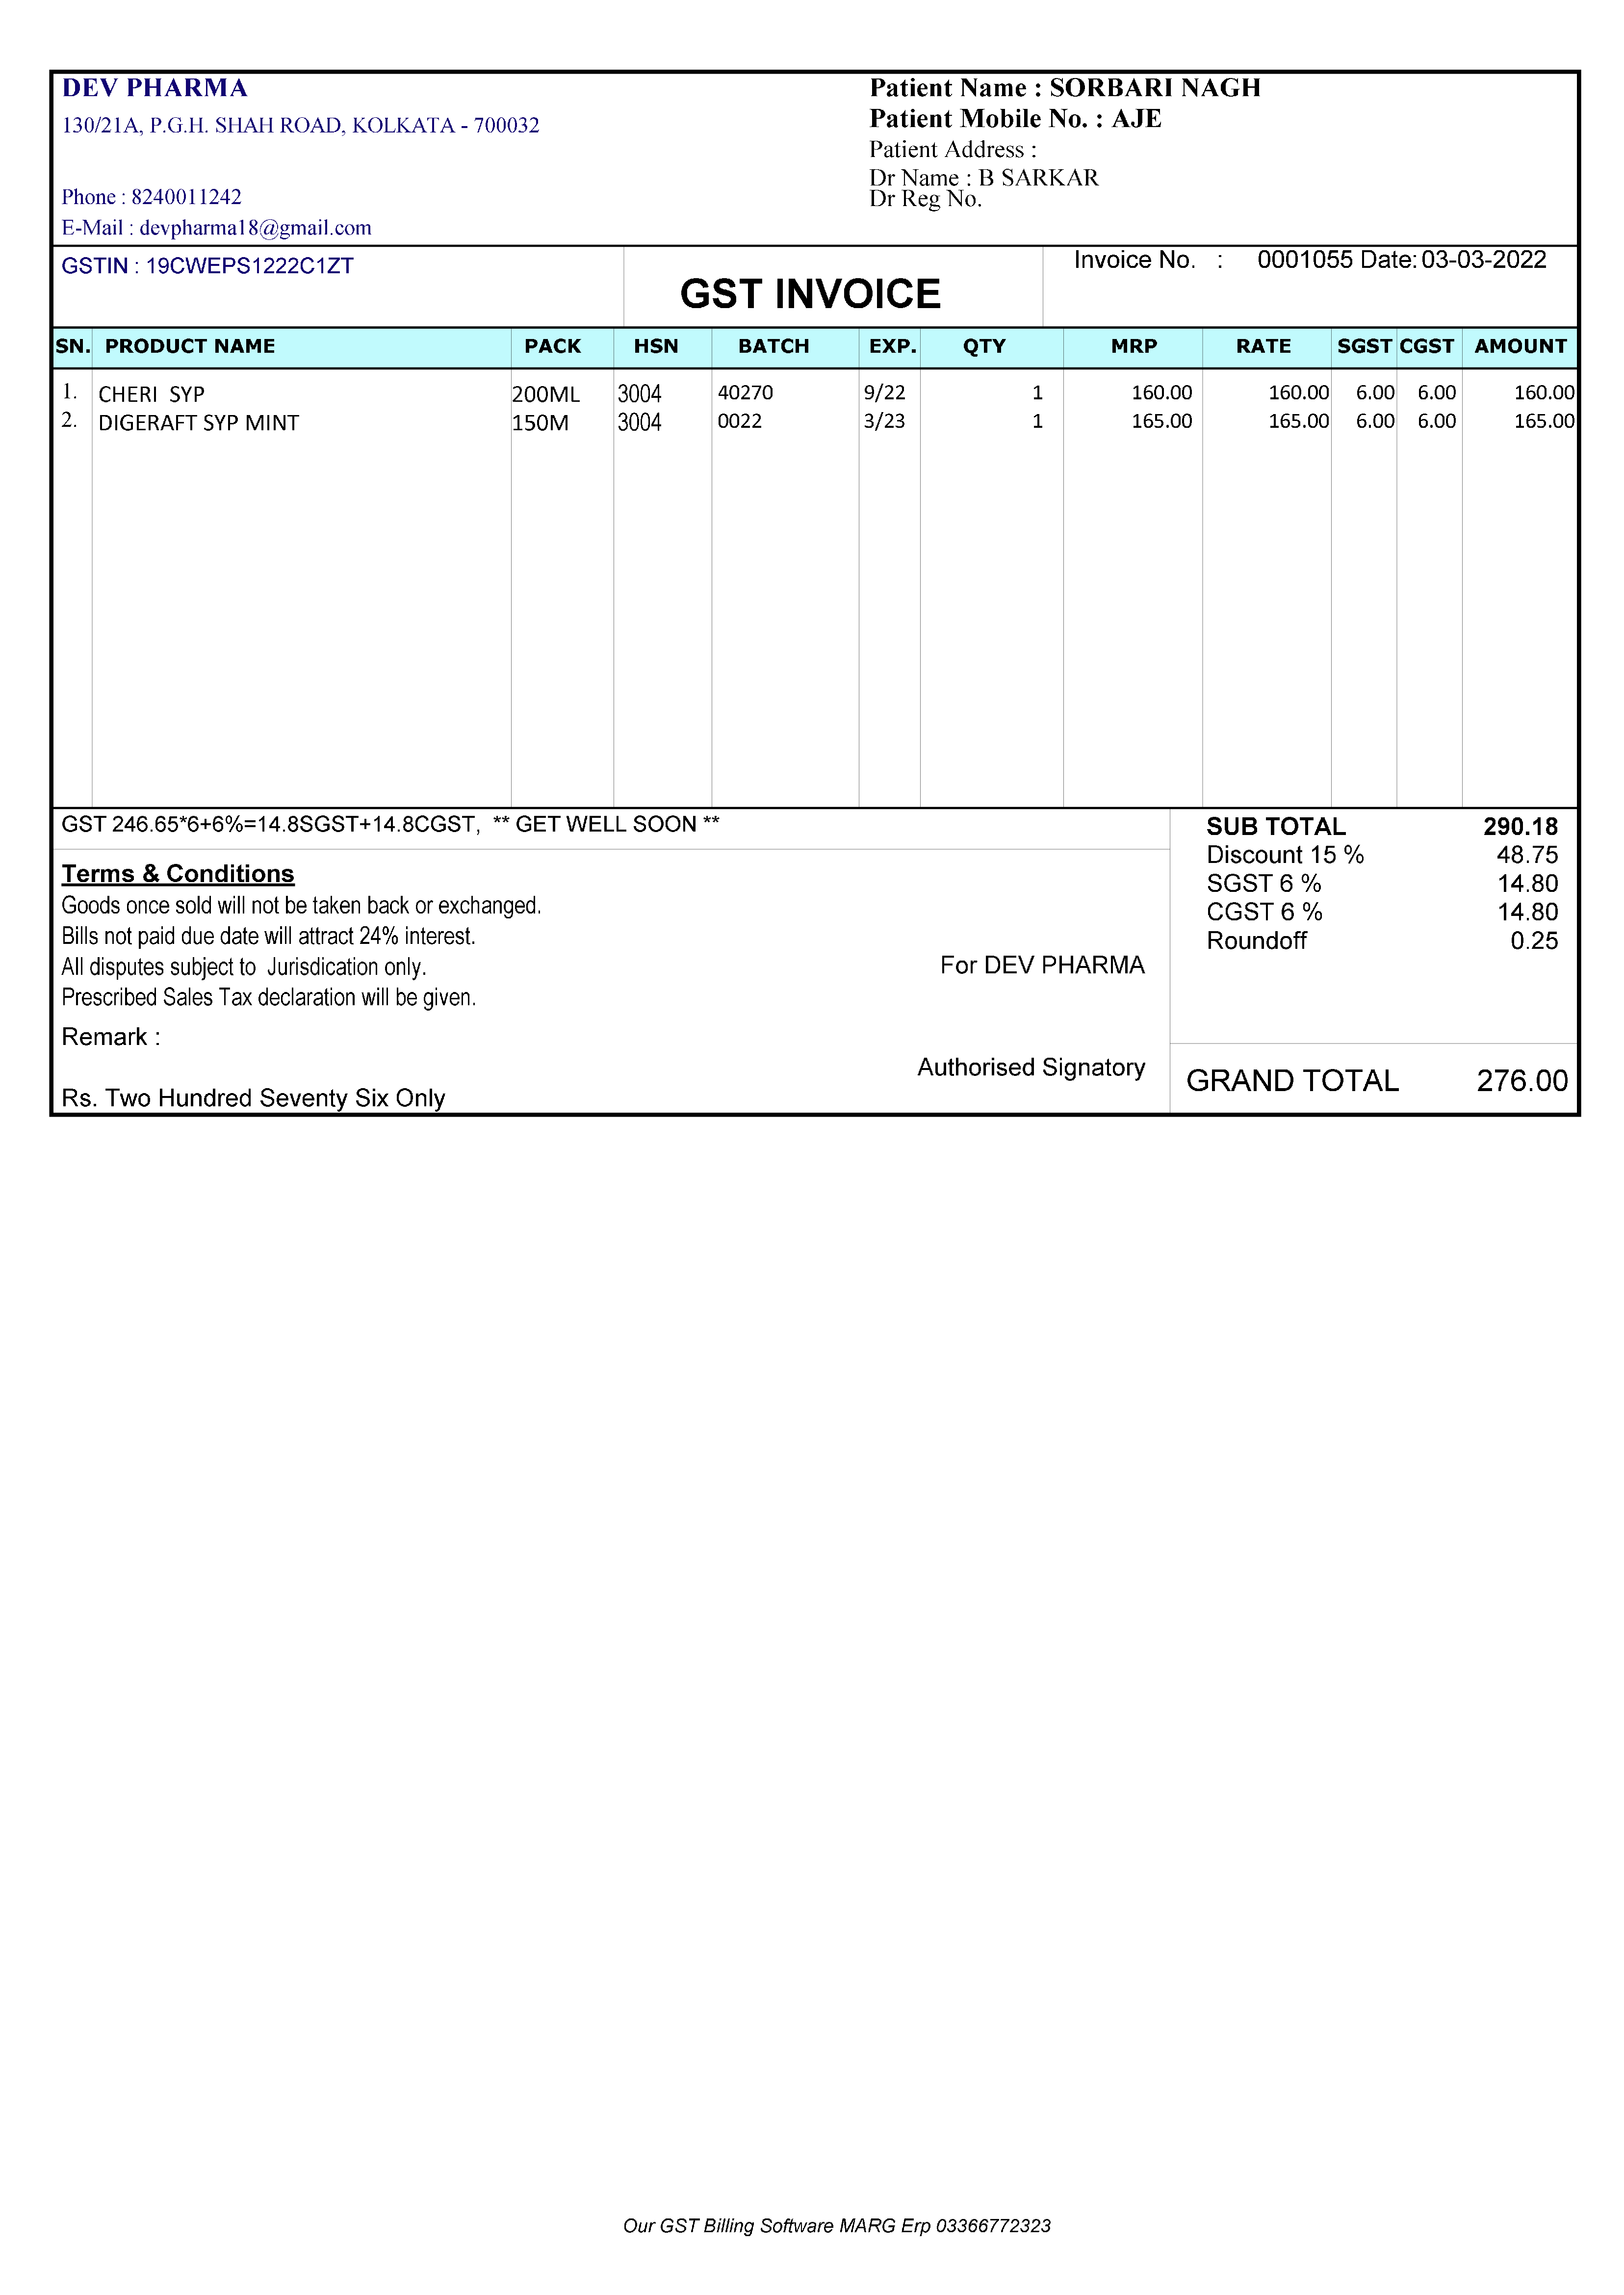 DEV PHARMA
130/21A, P.G.H. SHAH ROAD, KOLKATA - 700032
Phone : 8240011242
E-Mail : devpharma18@gmail.com
Patient Name : SORBARI NAGH
Patient Mobile No. : AJE
Patient Address :
Dr Name : B SARKAR
Dr Reg No.
GSTIN : 19CWEPS1222C1ZT
GST INVOICE
Invoice No. : 0001055 Date: 03-03-2022
SN. PRODUCT NAME PACK HSN BATCH EXP. QTY MRP RATE SGST CGST AMOUNT
1. CHERI SYP 200ML 3004 40270 9/22 1 160.00 160.00 6.00 6.00 160.00
2. DIGERAFT SYP MINT 150M 3004 0022 3/23 1 165.00 165.00 6.00 6.00 165.00
GST 246.65*6+6%=14.8SGST+14.8CGST, ** GET WELL SOON **
Terms & Conditions
Goods once sold will not be taken back or exchanged.
Bills not paid due date will attract 24% interest.
All disputes subject to Jurisdication only.
Prescribed Sales Tax declaration will be given.
Remark :
Rs. Two Hundred Seventy Six Only
For DEV PHARMA
Authorised Signatory
SUB TOTAL 290.18
Discount 15 % 48.75
SGST 6 % 14.80
CGST 6 % 14.80
Roundoff 0.25
GRAND TOTAL 276.00
Our GST Billing Software MARG Erp 03366772323